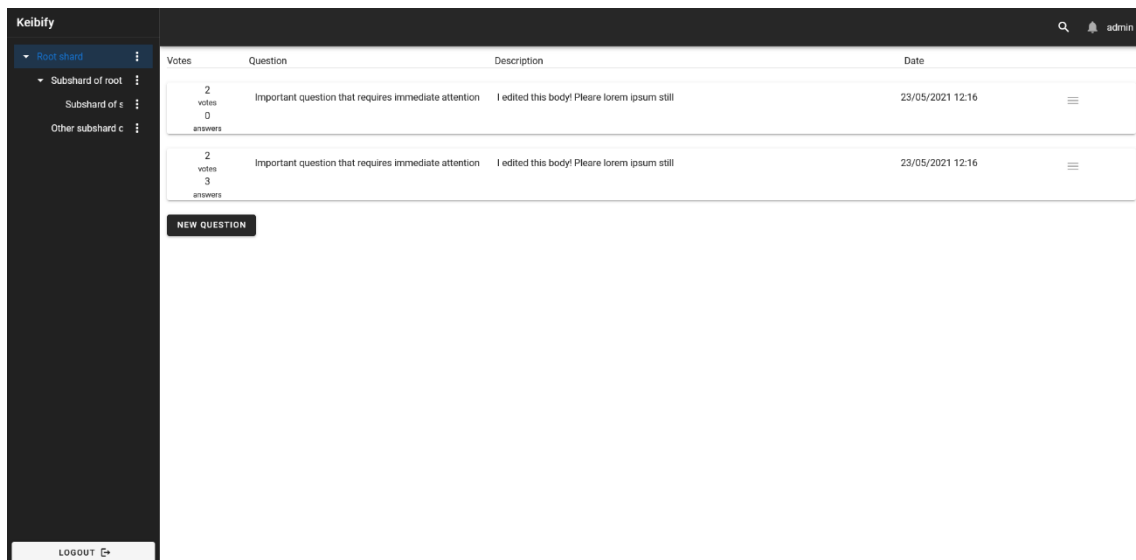 Keibify
admin
Root shard
Subshard of root
Subshard of s
Other subshard c
Votes Question Description Date
2
votes
0
answers
Important question that requires immediate attention I edited this body! Pleare lorem ipsum still 23/05/2021 12:16
2
votes
3
answers
Important question that requires immediate attention I edited this body! Pleare lorem ipsum still 23/05/2021 12:16
NEW QUESTION
LOGOUT